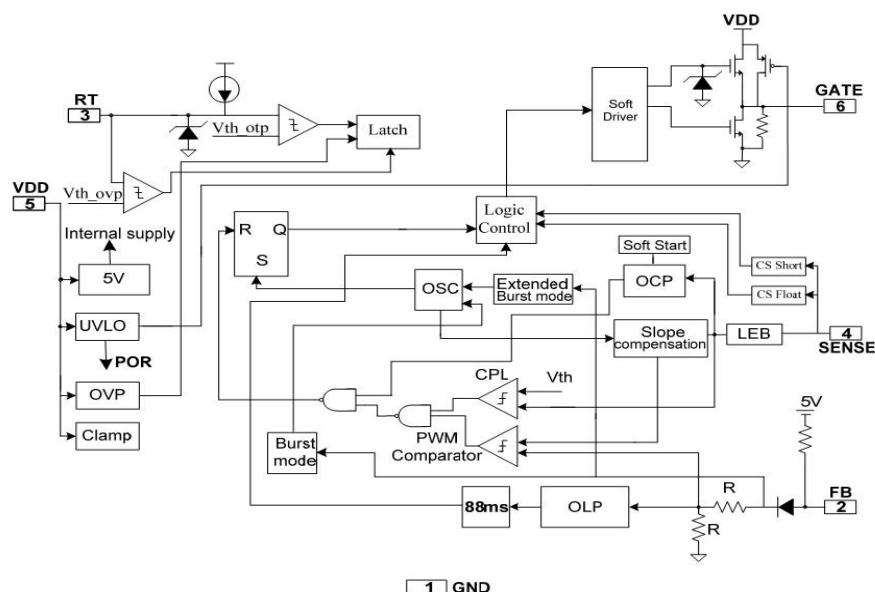 VDD
RT
3
GATE
6
Soft
Driver
Vth_otp
Latch
Vth_ovp
VDD
5
Internal supply
5V
R
Q
S
Logic
Control
Soft Start
CS Short
OSC
Extended
Burst mode
OCP
CS Float
UVLO
POR
Slope
compensation
LEB
4
SENSE
OVP
CPL
Vth
Clamp
Burst
mode
PWM
Comparator
5V
88ms
OLP
R
R
FB
2
1
GND